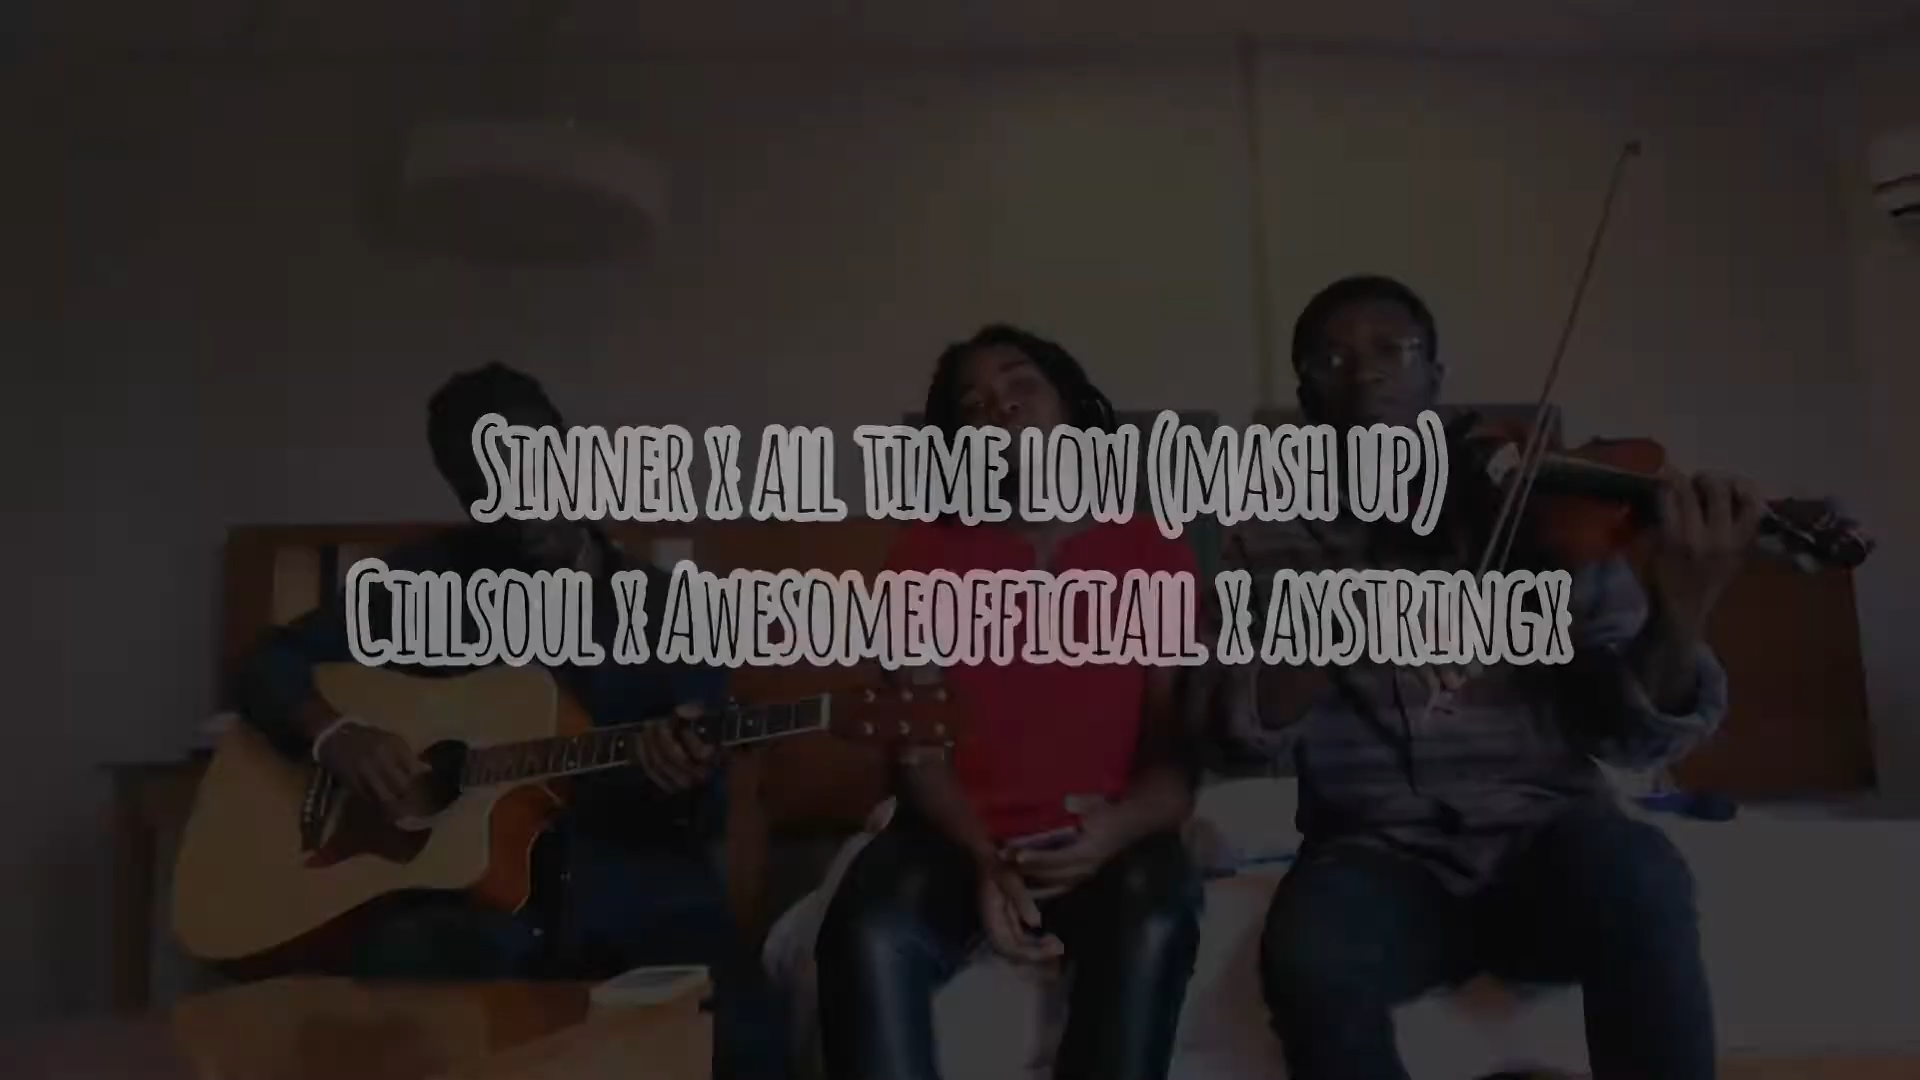 Sinner x all time low (mash up)
Cillsoul x Awesomeofficiall x aystringx